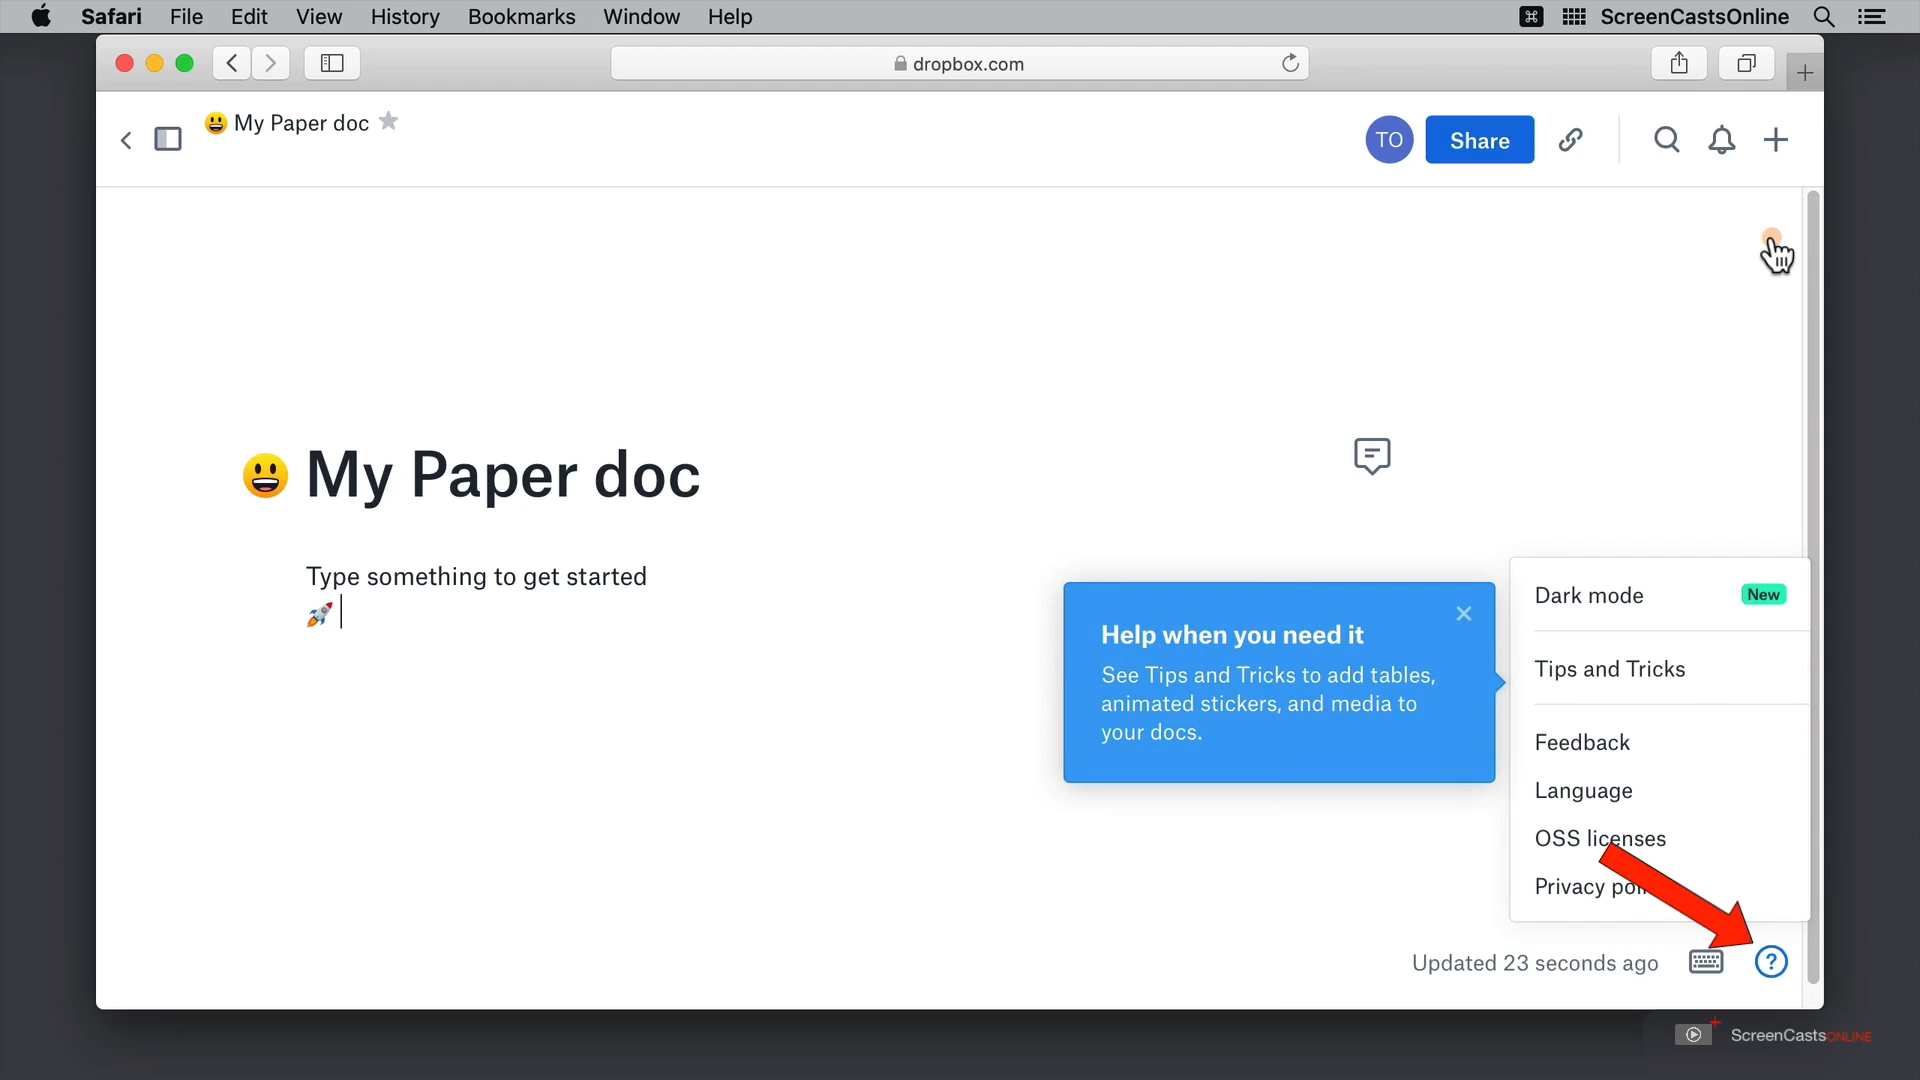 Safari File Edit View History Bookmarks Window Help ScreenCastsOnline
dropbox.com
My Paper doc
TO Share
My Paper doc
Type something to get started
Help when you need it
See Tips and Tricks to add tables,
animated stickers, and media to
your docs.
Dark mode New
Tips and Tricks
Feedback
Language
OSS licenses
Privacy
Updated 23 seconds ago
?
ScreenCastsONLINE